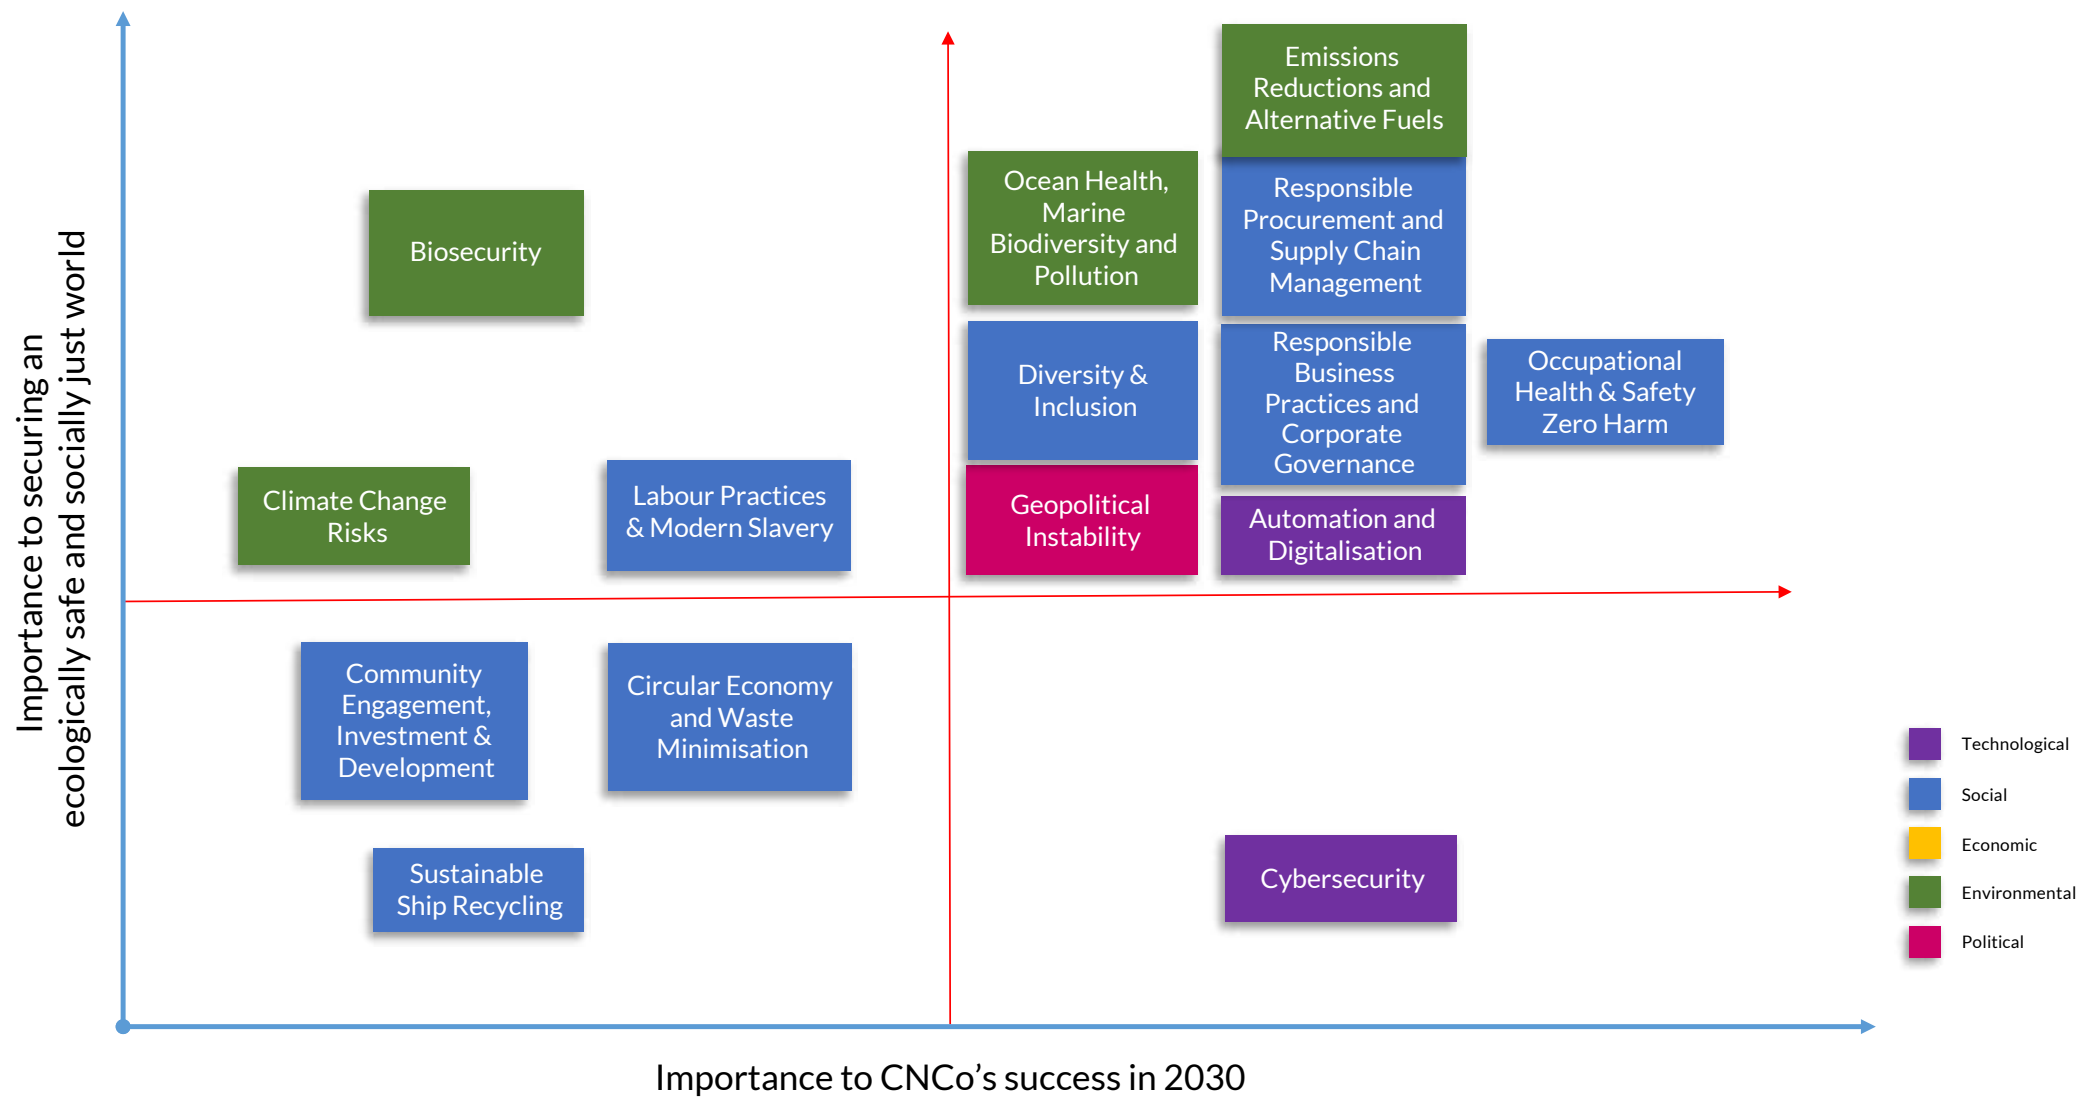 Importance to securing an
ecologically safe and socially just world
Emissions
Reductions and
Alternative Fuels
Ocean Health,
Marine
Biodiversity and
Pollution
Responsible
Procurement and
Supply Chain
Management
Biosecurity
Diversity &
Inclusion
Responsible
Business
Practices and
Corporate
Governance
Occupational
Health & Safety
Zero Harm
Climate Change
Risks
Labour Practices
& Modern Slavery
Geopolitical
Instability
Automation and
Digitalisation
Community
Engagement,
Investment &
Development
Circular Economy
and Waste
Minimisation
Sustainable
Ship Recycling
Cybersecurity
Technological
Social
Economic
Environmental
Political
Importance to CNCo’s success in 2030